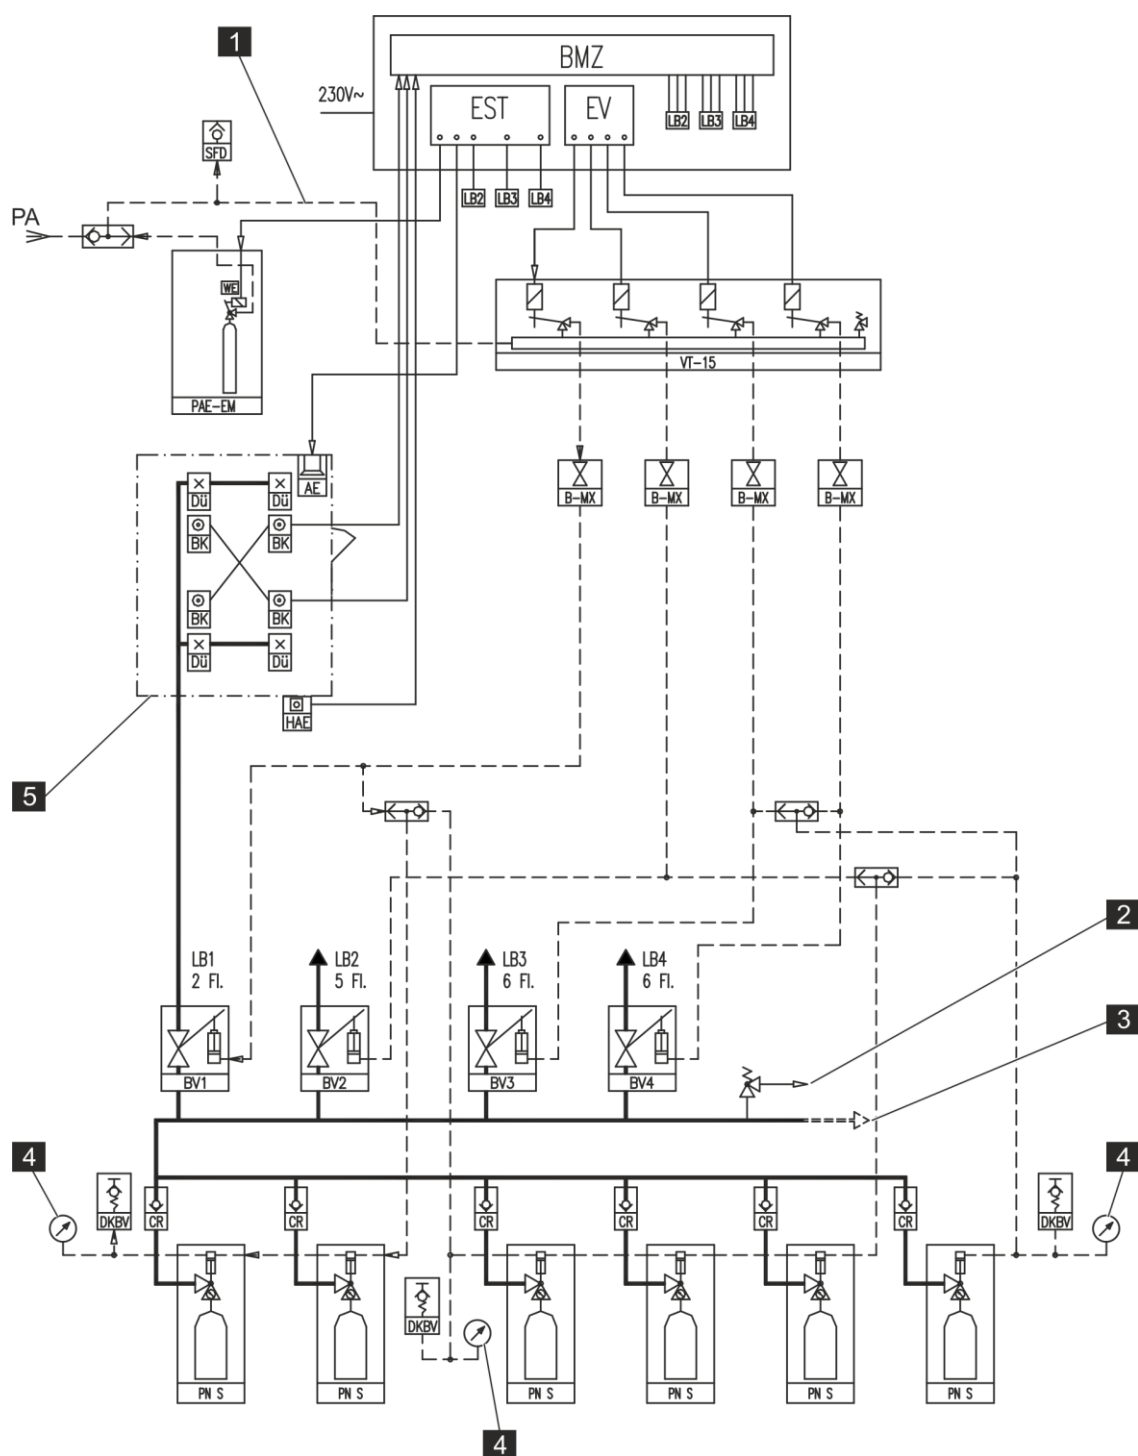 1
BMZ
230V~
EST
EV
LB2
LB3
LB4
SFD
LB2
LB3
LB4
PA
WE
VT-15
PAE-EM
AE
Dü
Dü
B-MX
B-MX
B-MX
B-MX
BK
BK
BK
BK
Dü
Dü
HAE
5
2
LB1
2 Fl.
LB2
5 Fl.
LB3
6 Fl.
LB4
6 Fl.
3
BV1
BV2
BV3
BV4
4
4
DKBV
CR
CR
CR
CR
CR
CR
DKBV
DKBV
PN S
PN S
PN S
PN S
PN S
PN S
4